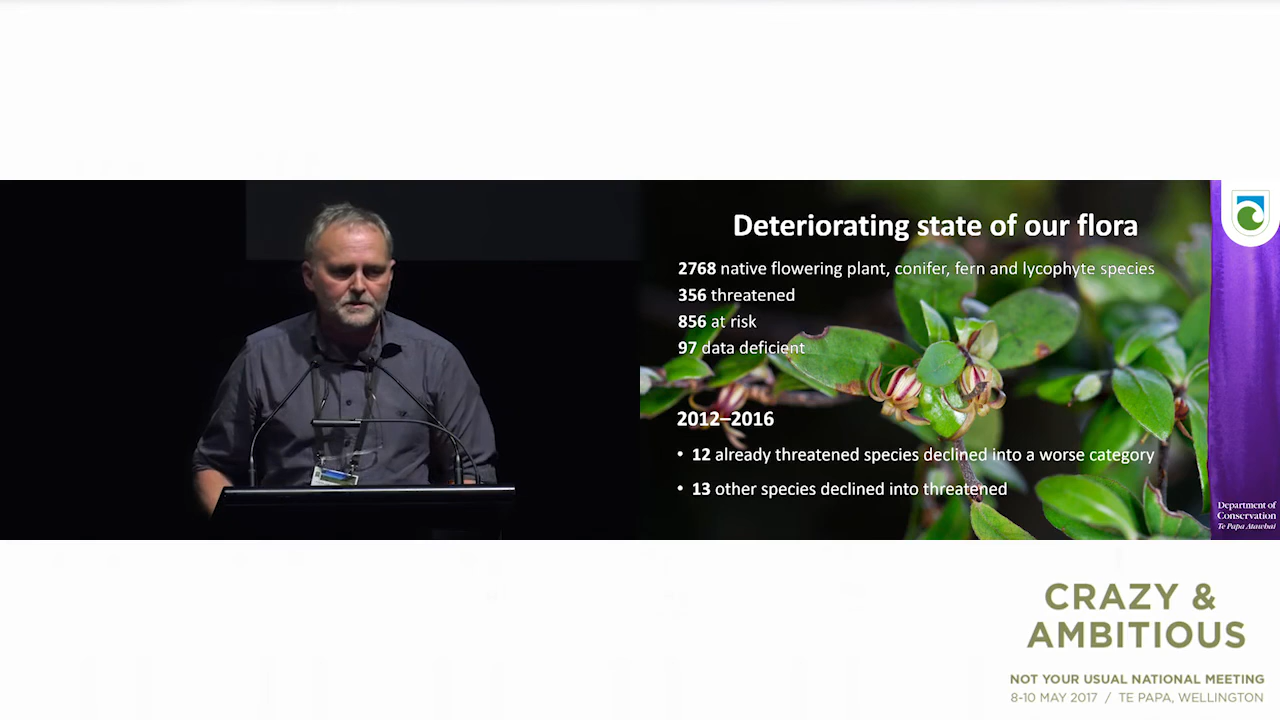 Deteriorating state of our flora
2768 native flowering plant, conifer, fern and lycophyte species
356 threatened
856 at risk
97 data deficient
2012–2016
• 12 already threatened species declined into a worse category
• 13 other species declined into threatened
Department of
Conservation
Te Papa Atawhai
CRAZY &
AMBITIOUS
NOT YOUR USUAL NATIONAL MEETING
8-10 MAY 2017 / TE PAPA, WELLINGTON